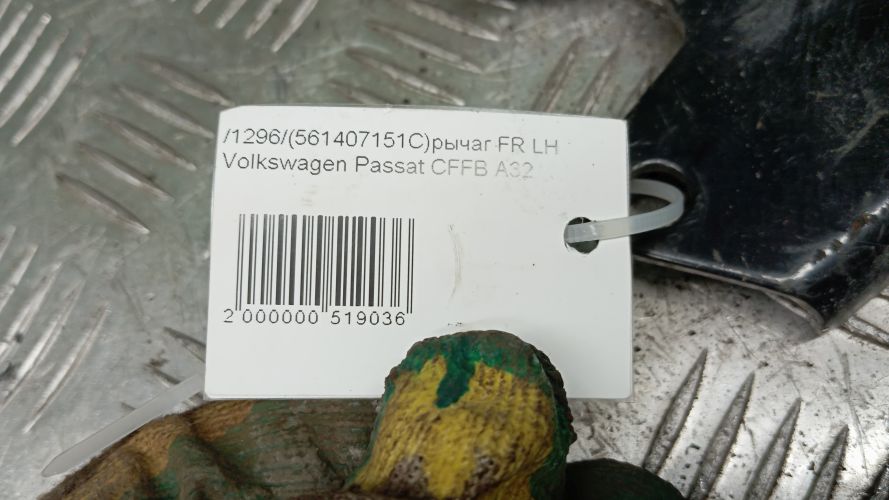 /1296/(561407151C)рычаг FR LH
Volkswagen Passat CFFB A32
2 000000 519036